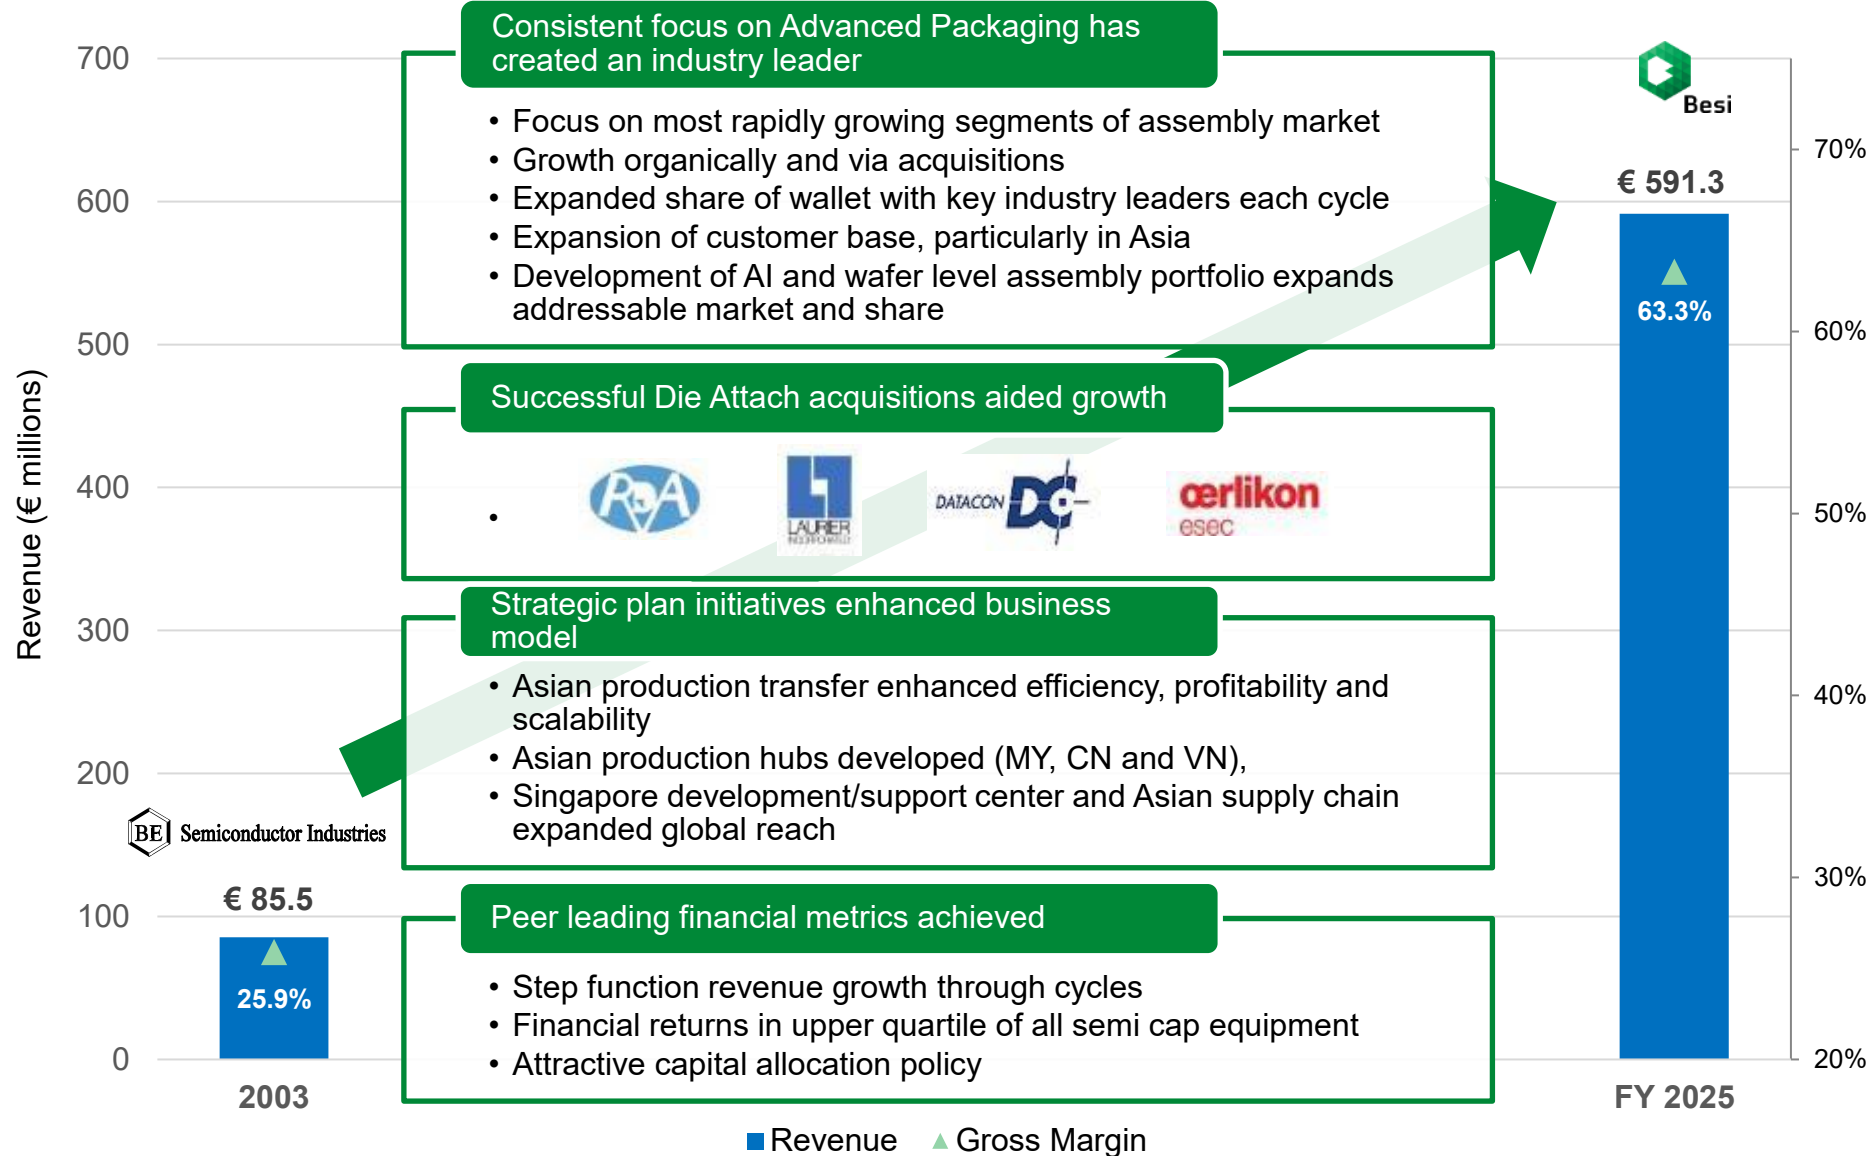 Consistent focus on Advanced Packaging has
created an industry leader
• Focus on most rapidly growing segments of assembly market
• Growth organically and via acquisitions
• Expanded share of wallet with key industry leaders each cycle
• Expansion of customer base, particularly in Asia
• Development of AI and wafer level assembly portfolio expands
addressable market and share
Successful Die Attach acquisitions aided growth
•
RDA
LAURIER
INCORPORATED
DATACON DC
œrlikon
esec
Strategic plan initiatives enhanced business
model
• Asian production transfer enhanced efficiency, profitability and
scalability
• Asian production hubs developed (MY, CN and VN),
• Singapore development/support center and Asian supply chain
expanded global reach
Peer leading financial metrics achieved
• Step function revenue growth through cycles
• Financial returns in upper quartile of all semi cap equipment
• Attractive capital allocation policy
Revenue (€ millions)
700
600
500
400
300
200
100
0
BE Semiconductor Industries
€ 85.5
25.9%
2003
Besi
€ 591.3
63.3%
FY 2025
70%
60%
50%
40%
30%
20%
Revenue
Gross Margin